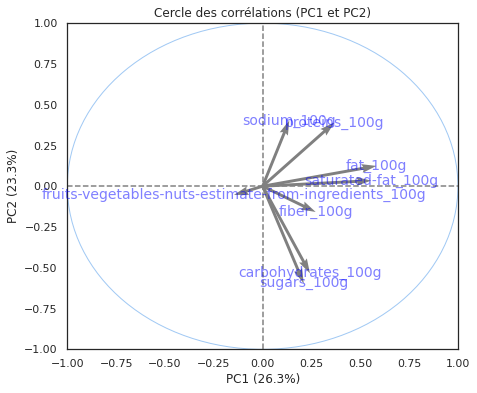 Cercle des corrélations (PC1 et PC2)
1.00
0.75
0.50
0.25
0.00
−0.25
−0.50
−0.75
−1.00
PC2 (23.3%)
sodium_100g
proteins_100g
fat_100g
saturated-fat_100g
fruits-vegetables-nuts-estimate-from-ingredients_100g
fiber_100g
carbohydrates_100g
sugars_100g
−1.00 −0.75 −0.50 −0.25 0.00 0.25 0.50 0.75 1.00
PC1 (26.3%)